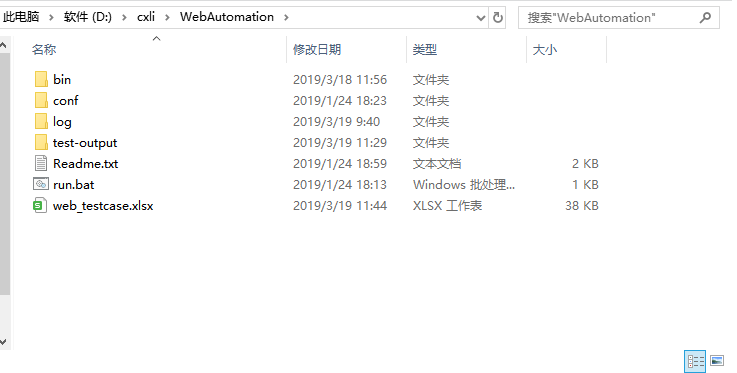 此电脑 > 软件 (D:) > cxli > WebAutomation >
搜索"WebAutomation"
名称 修改日期 类型 大小
bin 2019/3/18 11:56 文件夹
conf 2019/1/24 18:23 文件夹
log 2019/3/19 9:40 文件夹
test-output 2019/3/19 11:29 文件夹
Readme.txt 2019/1/24 18:59 文本文档 2 KB
run.bat 2019/1/24 18:13 Windows 批处理... 1 KB
web_testcase.xlsx 2019/3/19 11:44 XLSX 工作表 38 KB